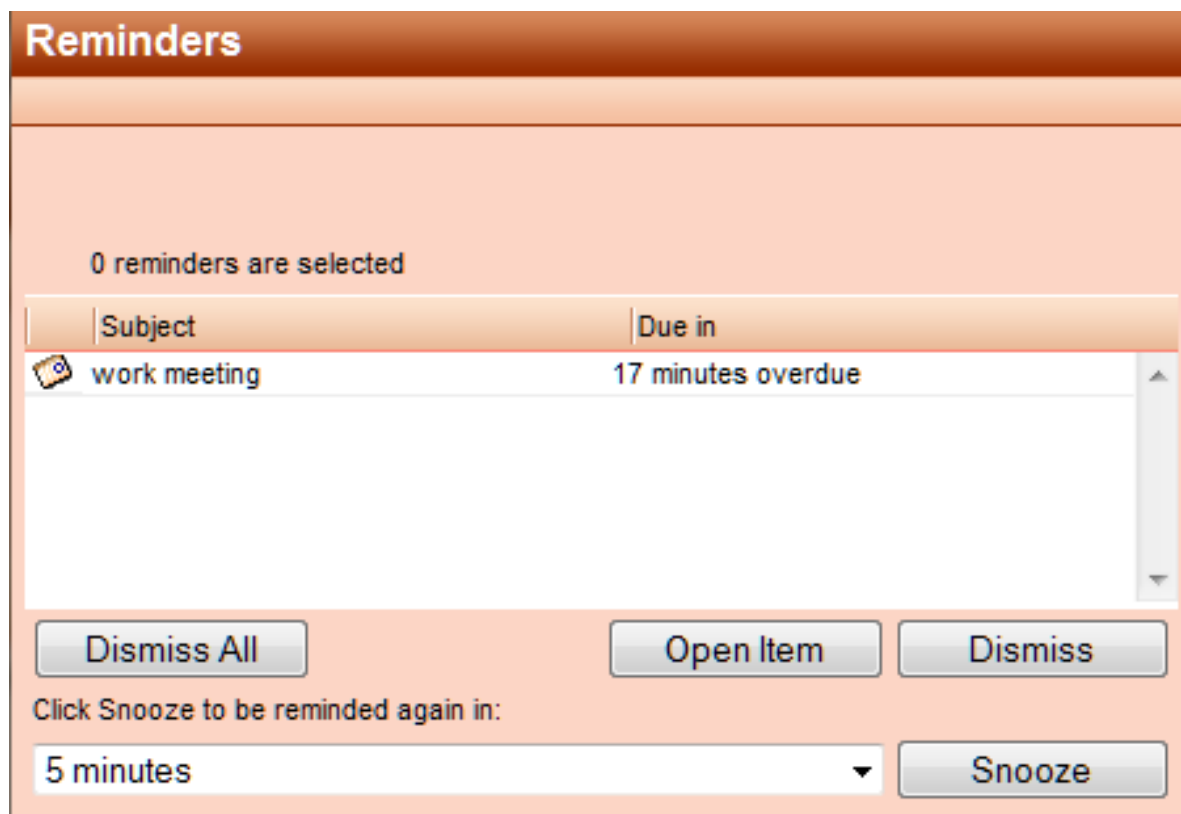 Reminders
0 reminders are selected
Subject Due in
work meeting 17 minutes overdue
Dismiss All Open Item Dismiss
Click Snooze to be reminded again in:
5 minutes Snooze